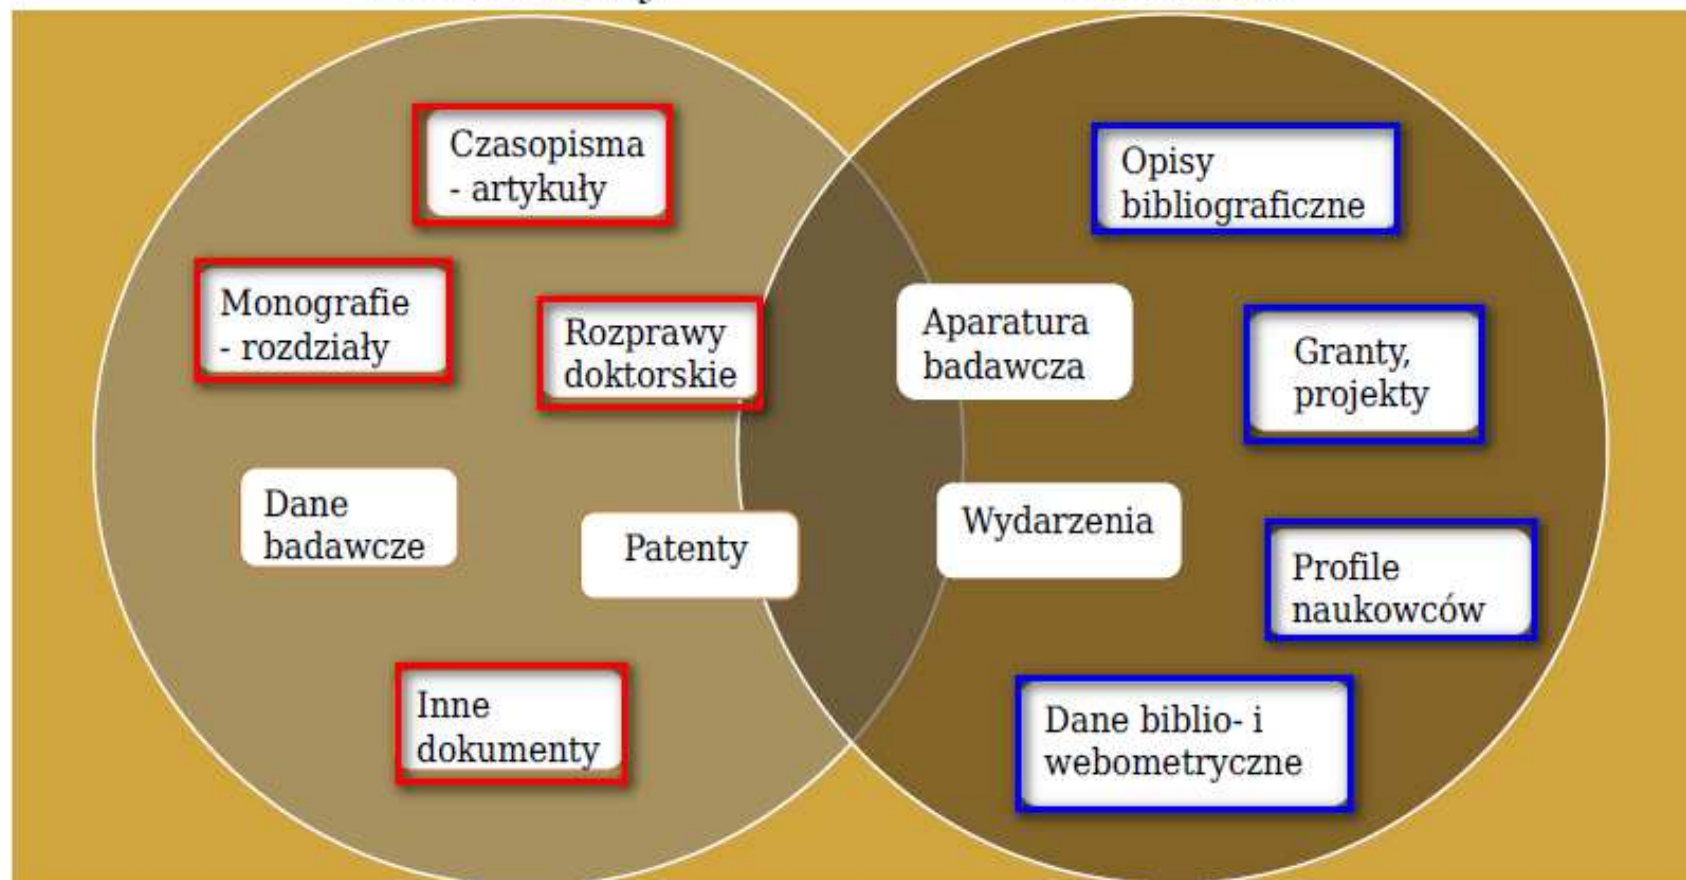 Czasopisma
- artykuły
Opisy
bibliograficzne
Monografie
- rozdziały
Rozprawy
doktorskie
Aparatura
badawcza
Granty,
projekty
Dane
badawcze
Patenty
Wydarzenia
Profile
naukowców
Inne
dokumenty
Dane biblio- i
webometryczne